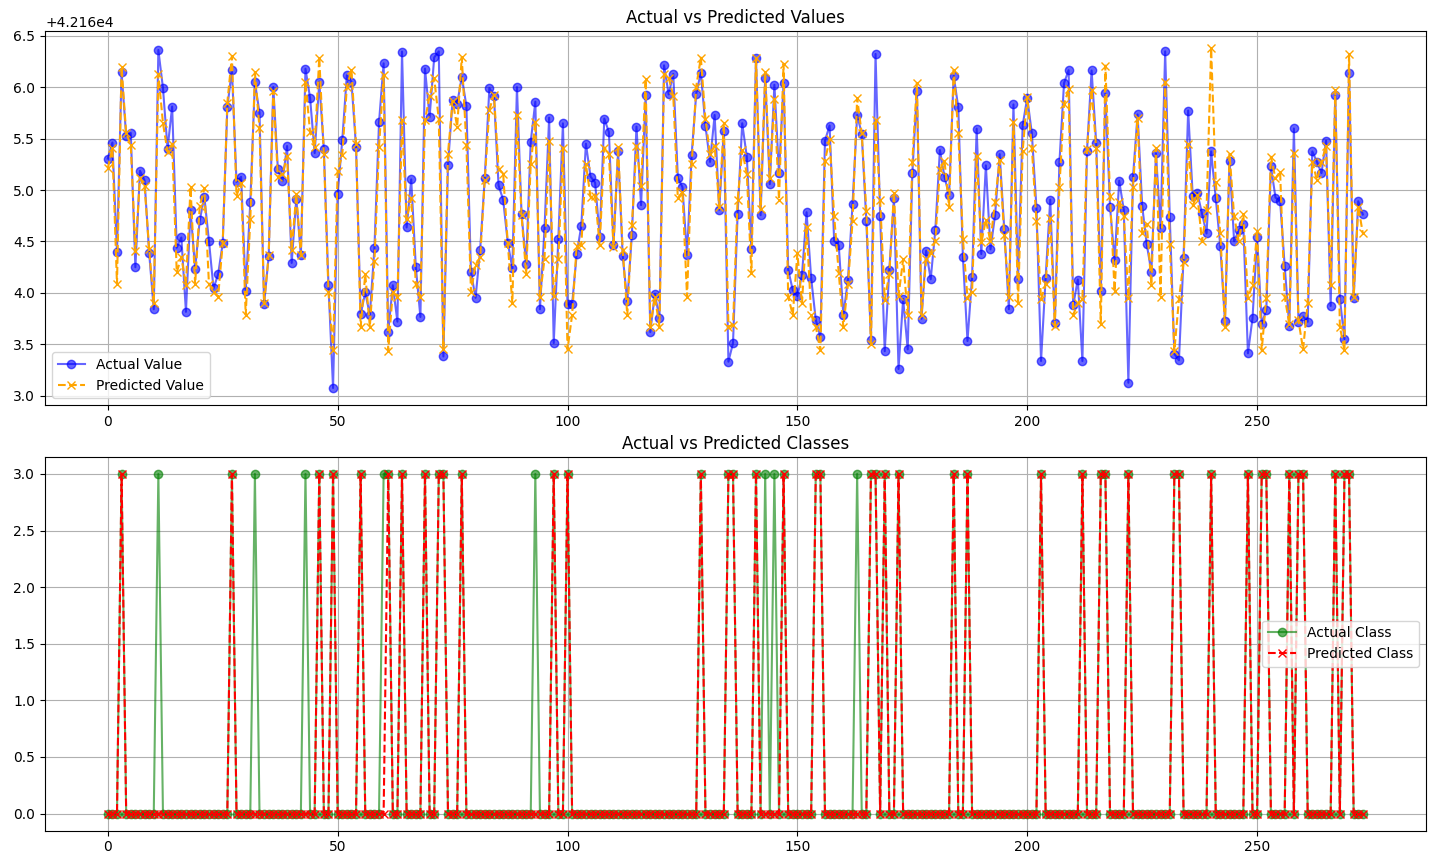 Actual vs Predicted Values
+4.216e4
6.5
6.0
5.5
5.0
4.5
4.0
3.5
3.0
Actual Value
Predicted Value
0 50 100 150 200 250
Actual vs Predicted Classes
3.0
2.5
2.0
1.5
1.0
0.5
0.0
Actual Class
Predicted Class
0 50 100 150 200 250